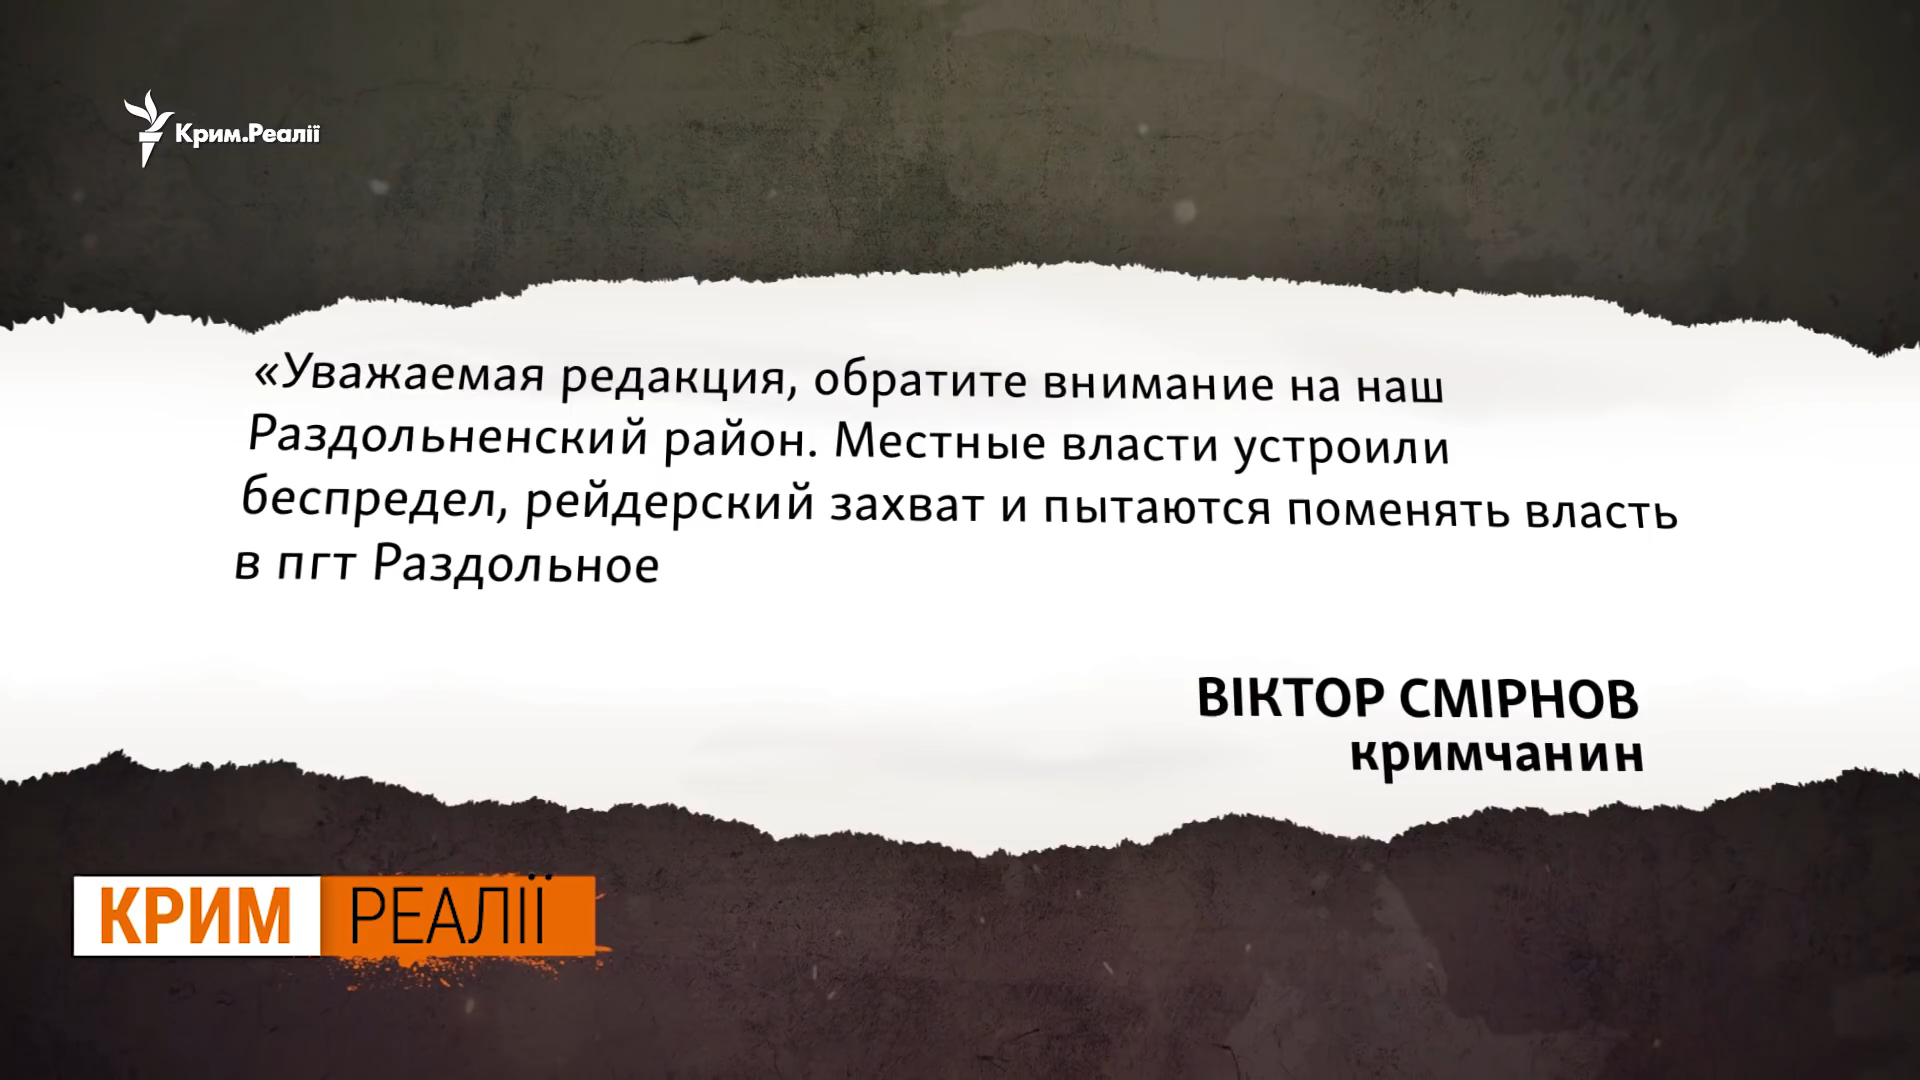 Крим.Реалії
«Уважаемая редакция, обратите внимание на наш
Раздольненский район. Местные власти устроили
беспредел, рейдерский захват и пытаются поменять власть
в пгт Раздольное
ВІКТОР СМІРНОВ
кримчанин
КРИМ РЕАЛІЇ